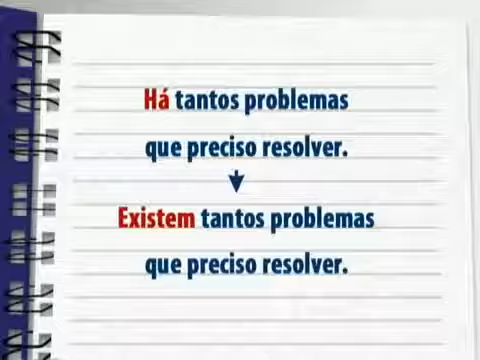 Há tantos problemas
que preciso resolver.
Existem tantos problemas
que preciso resolver.